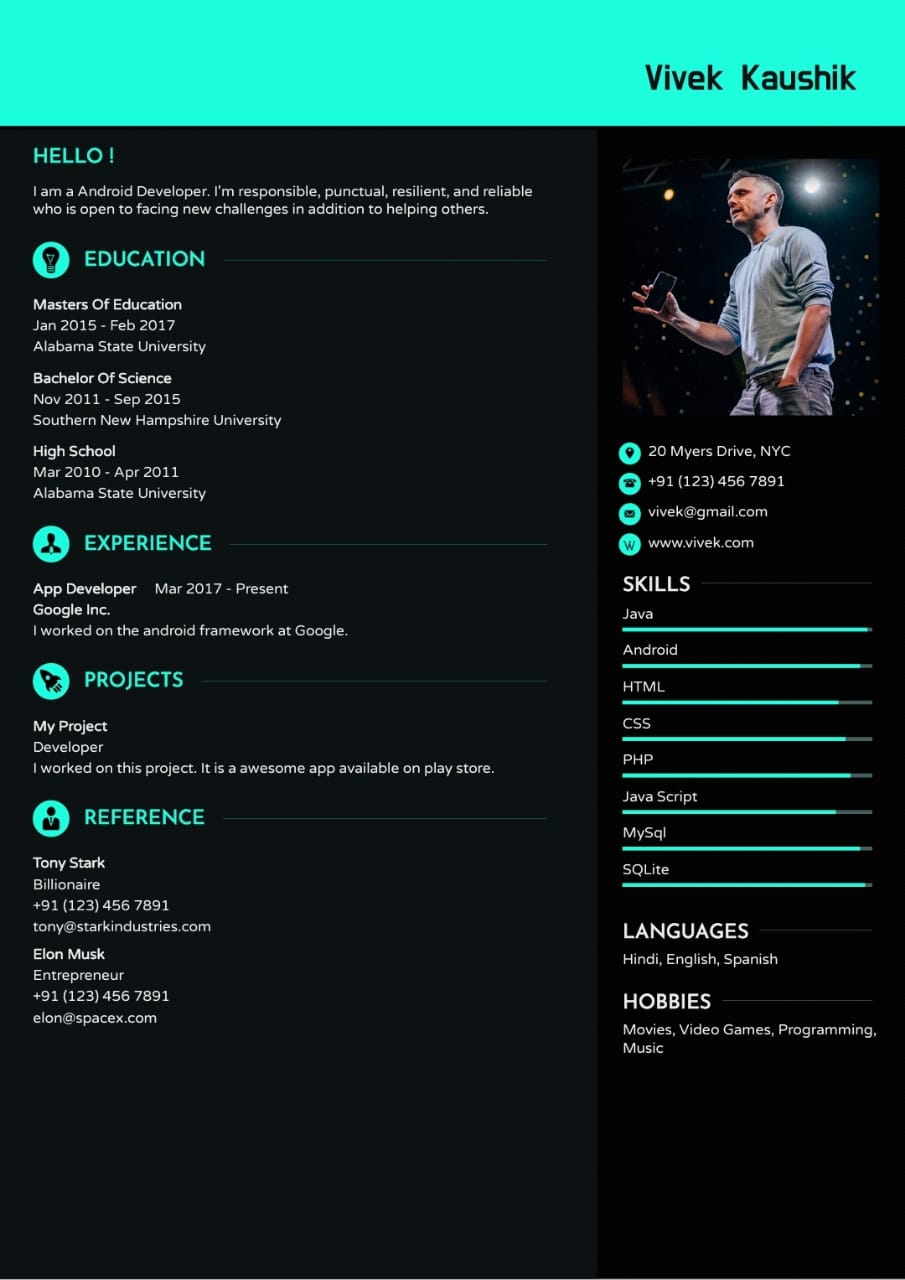 Vivek Kaushik
HELLO !
I am a Android Developer. I'm responsible, punctual, resilient, and reliable
who is open to facing new challenges in addition to helping others.
EDUCATION
Masters Of Education
Jan 2015 - Feb 2017
Alabama State University
Bachelor Of Science
Nov 2011 - Sep 2015
Southern New Hampshire University
High School
Mar 2010 - Apr 2011
Alabama State University
EXPERIENCE
App Developer Mar 2017 - Present
Google Inc.
I worked on the android framework at Google.
PROJECTS
My Project
Developer
I worked on this project. It is a awesome app available on play store.
REFERENCE
Tony Stark
Billionaire
+91 (123) 456 7891
tony@starkindustries.com
Elon Musk
Entrepreneur
+91 (123) 456 7891
elon@spacex.com
20 Myers Drive, NYC
+91 (123) 456 7891
vivek@gmail.com
W www.vivek.com
SKILLS
Java
Android
HTML
CSS
PHP
Java Script
MySql
SQLite
LANGUAGES
Hindi, English, Spanish
HOBBIES
Movies, Video Games, Programming,
Music